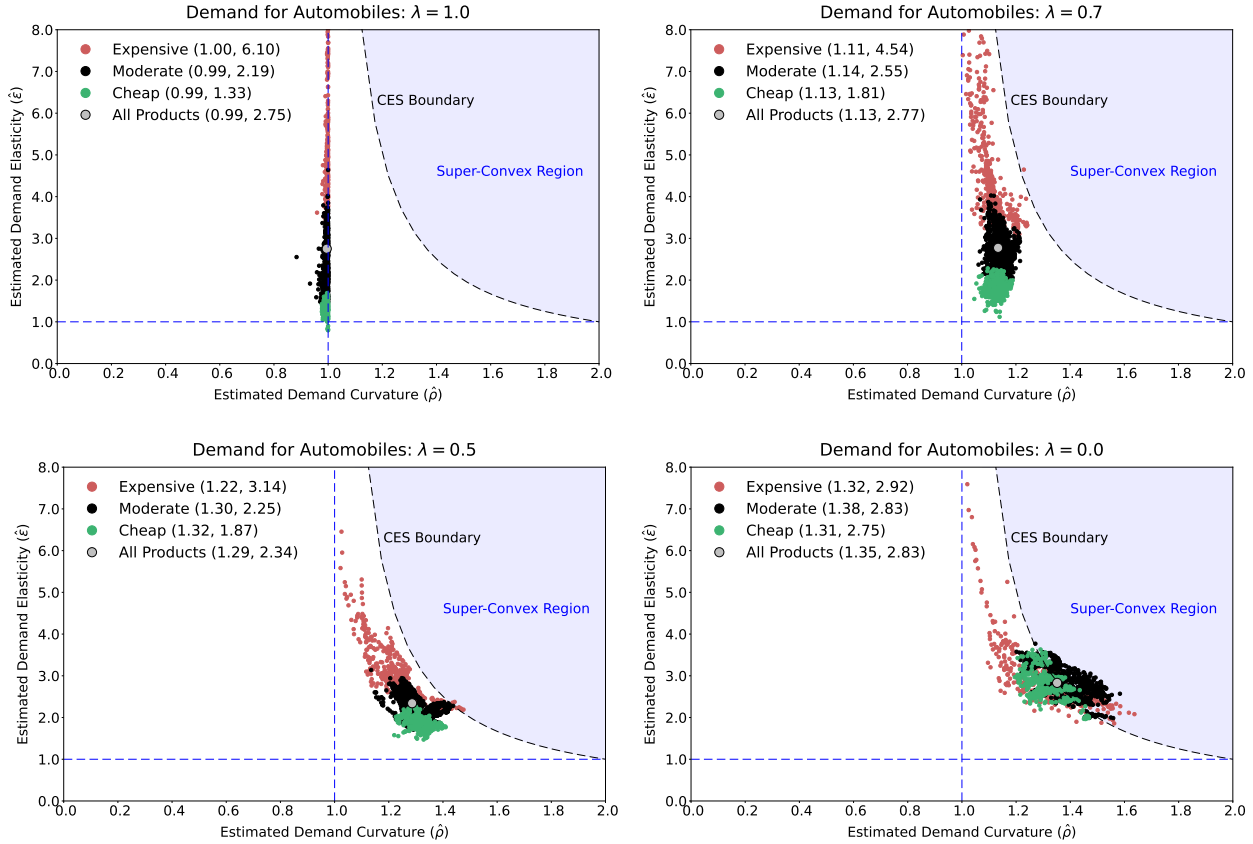 Demand for Automobiles: λ = 1.0
8.0
7.0
6.0
5.0
4.0
3.0
2.0
1.0
0.0
Estimated Demand Elasticity (ε̂)
Expensive (1.00, 6.10)
Moderate (0.99, 2.19)
Cheap (0.99, 1.33)
All Products (0.99, 2.75)
CES Boundary
Super-Convex Region
0.0 0.2 0.4 0.6 0.8 1.0 1.2 1.4 1.6 1.8 2.0
Estimated Demand Curvature (ρ̂)
Demand for Automobiles: λ = 0.7
8.0
7.0
6.0
5.0
4.0
3.0
2.0
1.0
0.0
Estimated Demand Elasticity (ε̂)
Expensive (1.11, 4.54)
Moderate (1.14, 2.55)
Cheap (1.13, 1.81)
All Products (1.13, 2.77)
CES Boundary
Super-Convex Region
0.0 0.2 0.4 0.6 0.8 1.0 1.2 1.4 1.6 1.8 2.0
Estimated Demand Curvature (ρ̂)
Demand for Automobiles: λ = 0.5
8.0
7.0
6.0
5.0
4.0
3.0
2.0
1.0
0.0
Estimated Demand Elasticity (ε̂)
Expensive (1.22, 3.14)
Moderate (1.30, 2.25)
Cheap (1.32, 1.87)
All Products (1.29, 2.34)
CES Boundary
Super-Convex Region
0.0 0.2 0.4 0.6 0.8 1.0 1.2 1.4 1.6 1.8 2.0
Estimated Demand Curvature (ρ̂)
Demand for Automobiles: λ = 0.0
8.0
7.0
6.0
5.0
4.0
3.0
2.0
1.0
0.0
Estimated Demand Elasticity (ε̂)
Expensive (1.32, 2.92)
Moderate (1.38, 2.83)
Cheap (1.31, 2.75)
All Products (1.35, 2.83)
CES Boundary
Super-Convex Region
0.0 0.2 0.4 0.6 0.8 1.0 1.2 1.4 1.6 1.8 2.0
Estimated Demand Curvature (ρ̂)